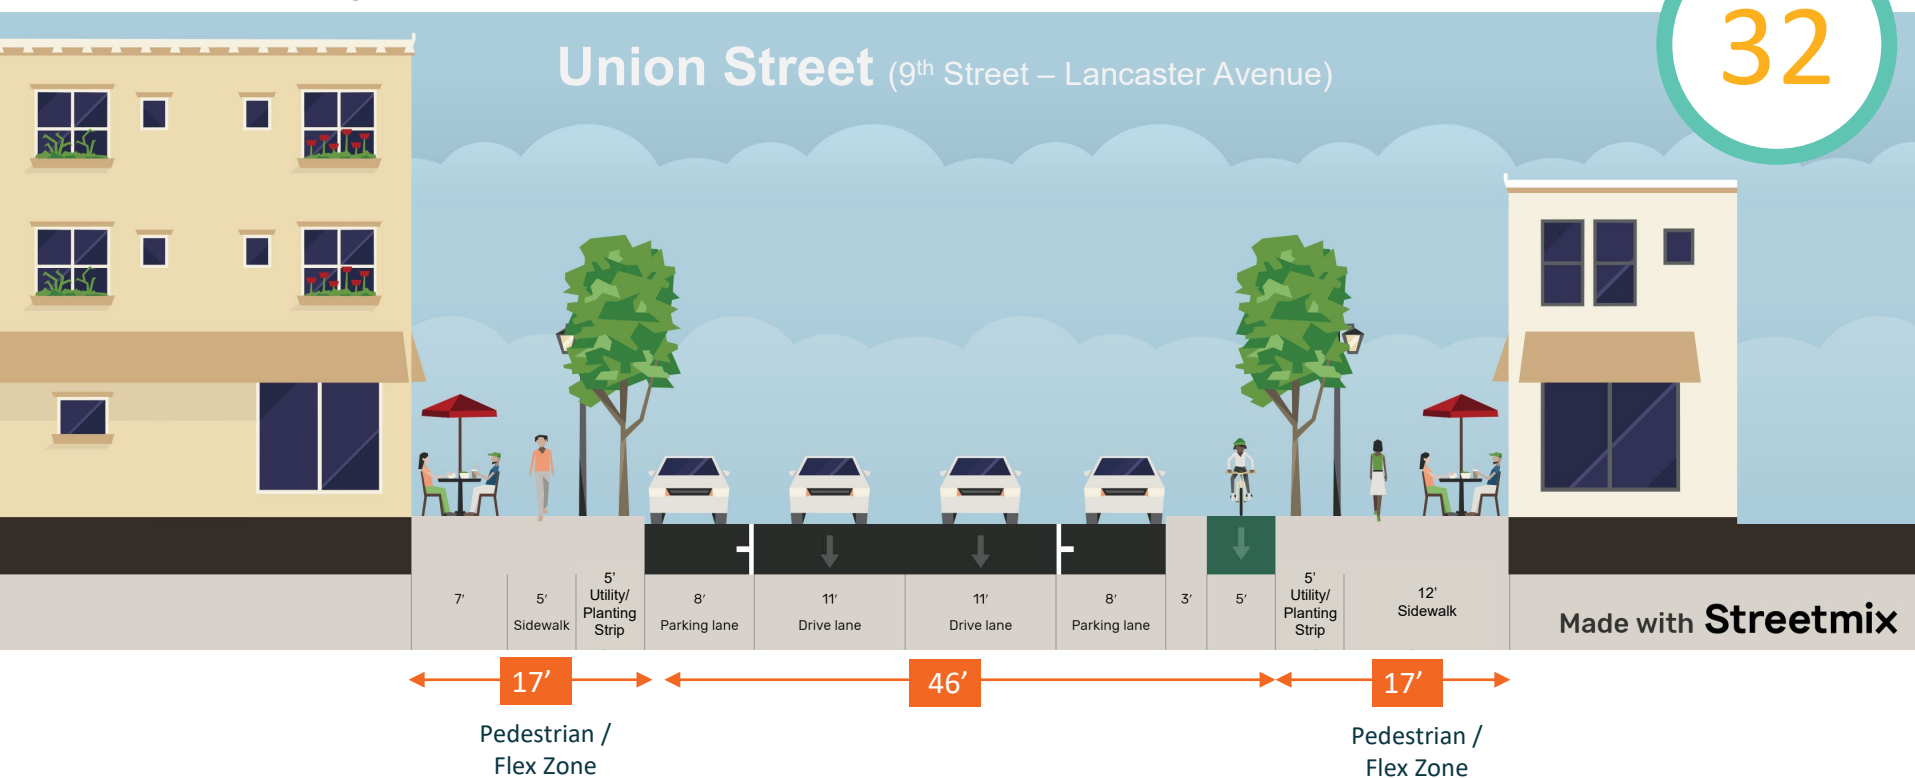 32
Union Street (9th Street – Lancaster Avenue)
7'
5'
Sidewalk
5'
Utility/
Planting
Strip
8'
Parking lane
11'
Drive lane
11'
Drive lane
8'
Parking lane
3'
5'
5'
Utility/
Planting
Strip
12'
Sidewalk
Made with Streetmix
17’
46’
17’
Pedestrian /
Flex Zone
Pedestrian /
Flex Zone